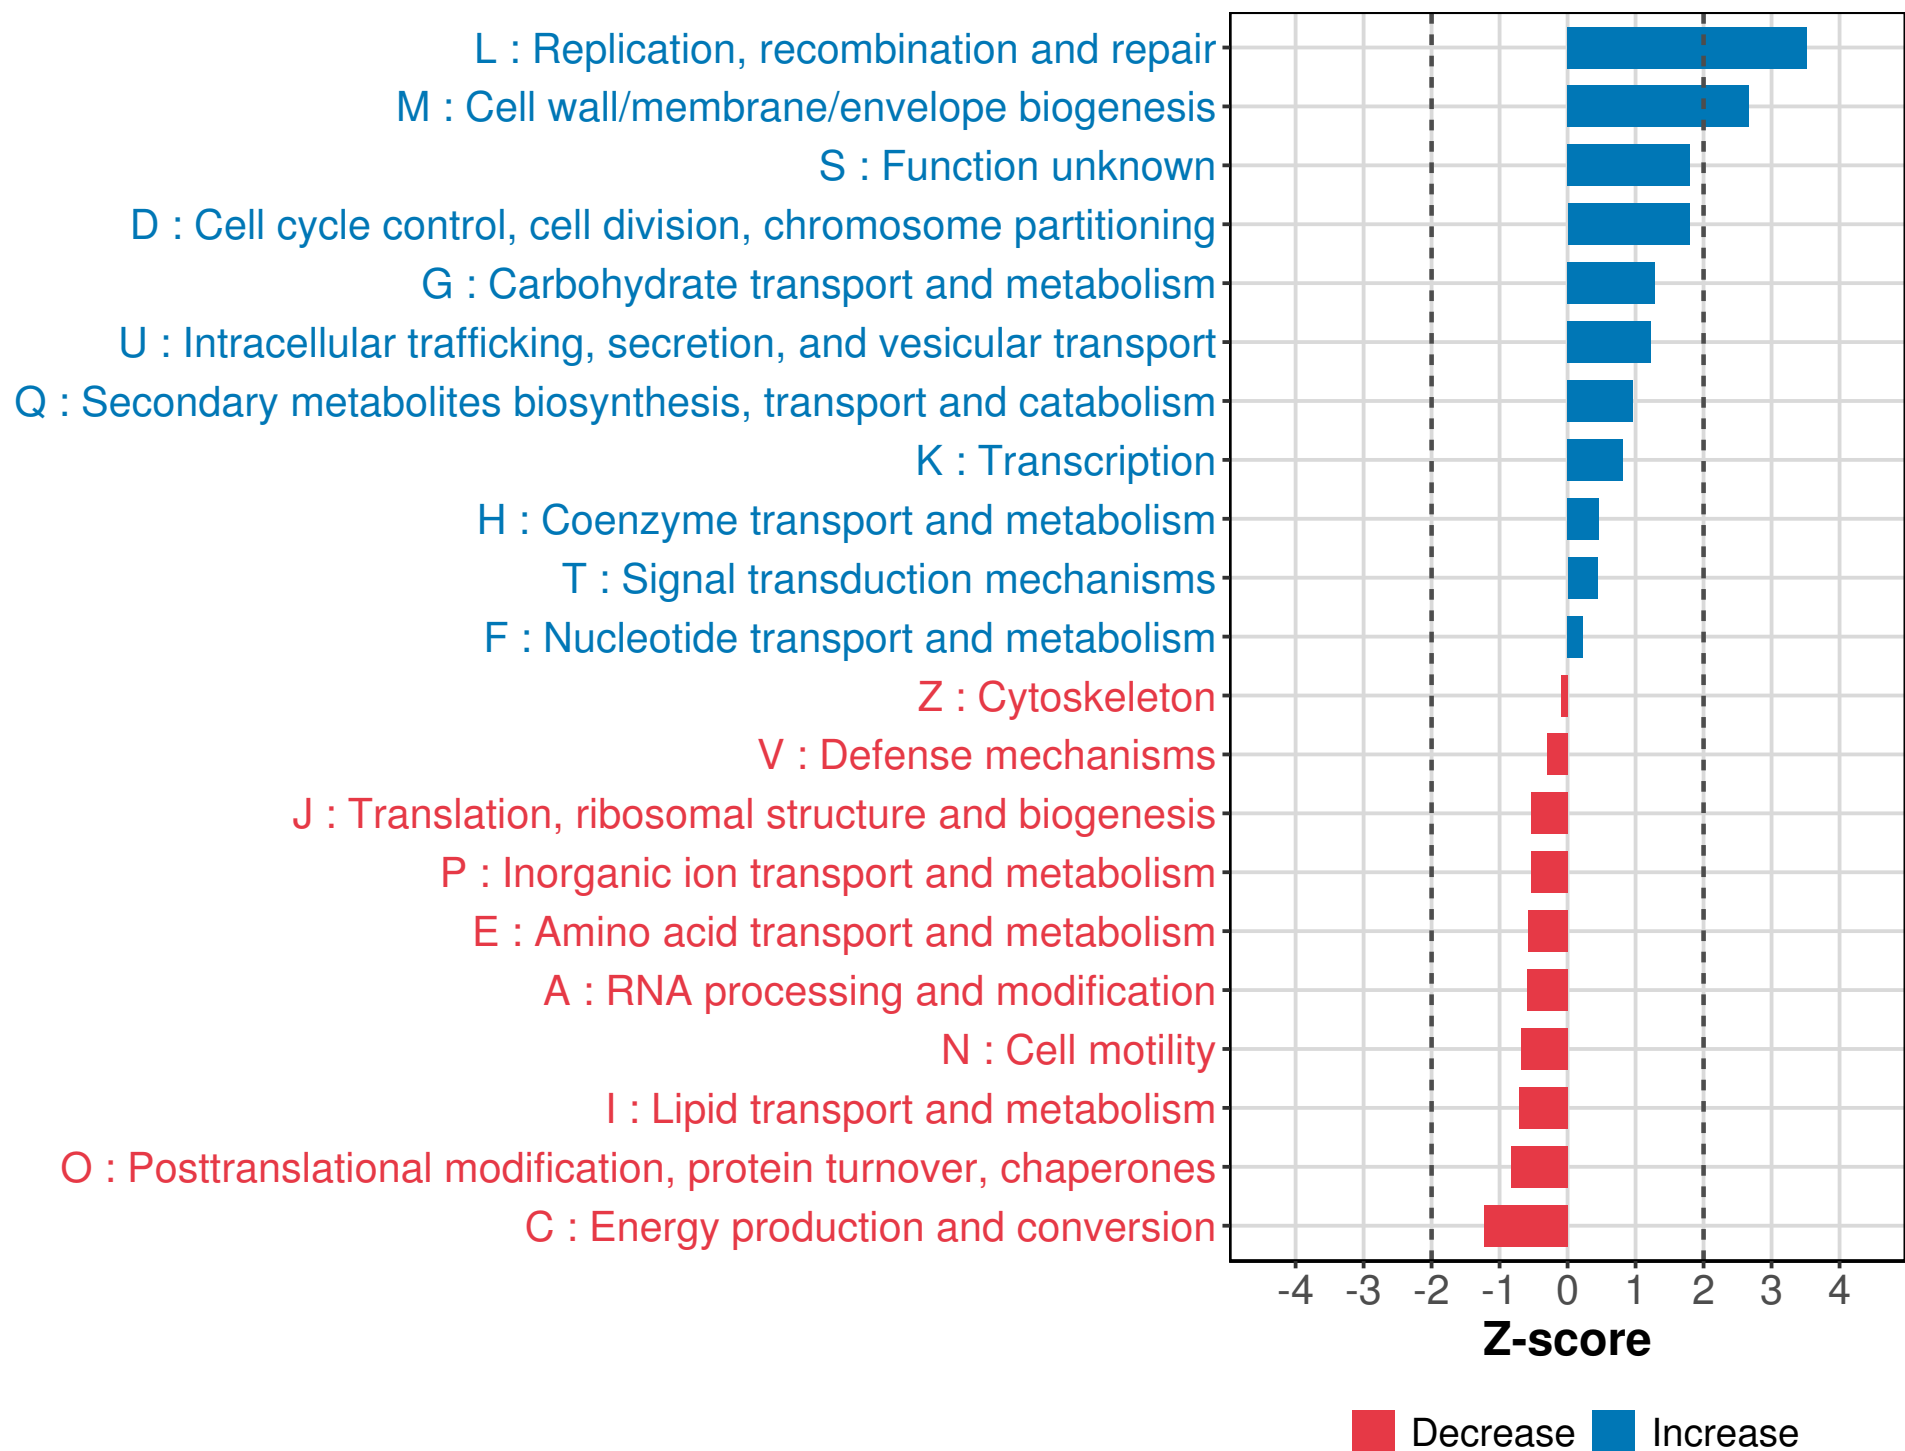 L : Replication, recombination and repair
M : Cell wall/membrane/envelope biogenesis
S : Function unknown
D : Cell cycle control, cell division, chromosome partitioning
G : Carbohydrate transport and metabolism
U : Intracellular trafficking, secretion, and vesicular transport
Q : Secondary metabolites biosynthesis, transport and catabolism
K : Transcription
H : Coenzyme transport and metabolism
T : Signal transduction mechanisms
F : Nucleotide transport and metabolism
Z : Cytoskeleton
V : Defense mechanisms
J : Translation, ribosomal structure and biogenesis
P : Inorganic ion transport and metabolism
E : Amino acid transport and metabolism
A : RNA processing and modification
N : Cell motility
I : Lipid transport and metabolism
O : Posttranslational modification, protein turnover, chaperones
C : Energy production and conversion
-4 -3 -2 -1 0 1 2 3 4
Z-score
Decrease Increase